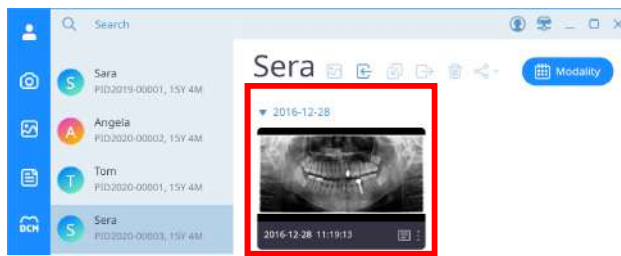 Search
Sara
PID2019-00001, 15Y 4M
Angela
PID2020-00002, 15Y 4M
Tom
PID2020-00001, 15Y 4M
Sera
PID2020-00003, 15Y 4M
DCM
S
A
T
S
Sera
Modality
2016-12-28
2016-12-28 11:19:13